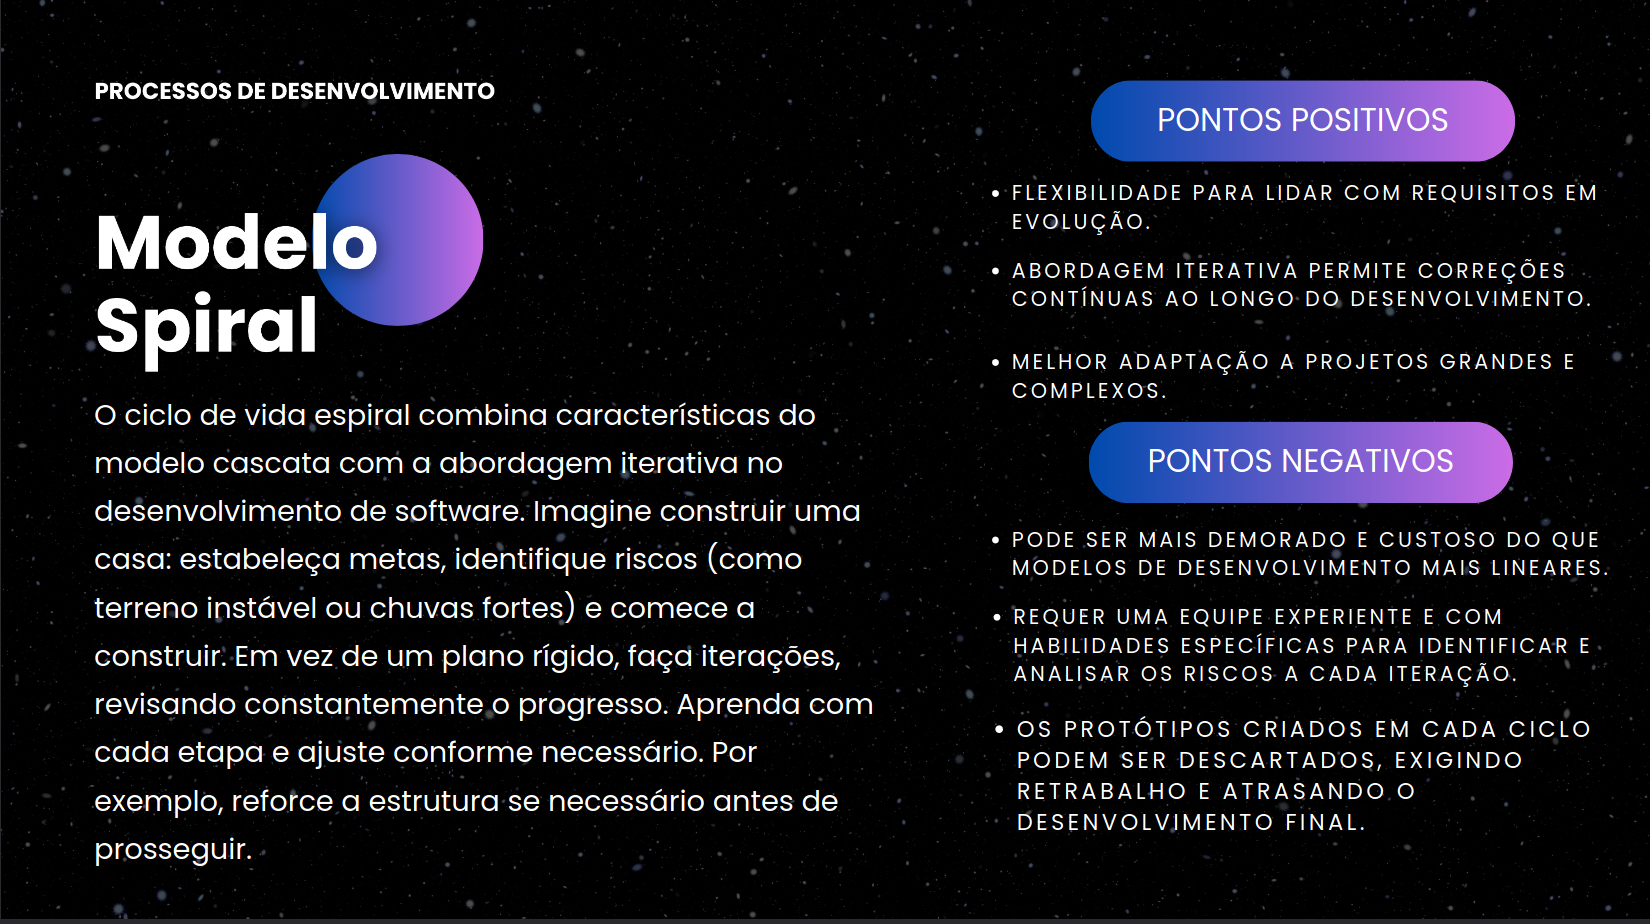 PROCESSOS DE DESENVOLVIMENTO
Modelo
Spiral
O ciclo de vida espiral combina características do
modelo cascata com a abordagem iterativa no
desenvolvimento de software. Imagine construir uma
casa: estabeleça metas, identifique riscos (como
terreno instável ou chuvas fortes) e comece a
construir. Em vez de um plano rígido, faça iterações,
revisando constantemente o progresso. Aprenda com
cada etapa e ajuste conforme necessário. Por
exemplo, reforce a estrutura se necessário antes de
prosseguir.
PONTOS POSITIVOS
• FLEXIBILIDADE PARA LIDAR COM REQUISITOS EM
EVOLUÇÃO.
• ABORDAGEM ITERATIVA PERMITE CORREÇÕES
CONTÍNUAS AO LONGO DO DESENVOLVIMENTO.
• MELHOR ADAPTAÇÃO A PROJETOS GRANDES E
COMPLEXOS.
PONTOS NEGATIVOS
• PODE SER MAIS DEMORADO E CUSTOSO DO QUE
MODELOS DE DESENVOLVIMENTO MAIS LINEARES.
• REQUER UMA EQUIPE EXPERIENTE E COM
HABILIDADES ESPECÍFICAS PARA IDENTIFICAR E
ANALISAR OS RISCOS A CADA ITERAÇÃO.
• OS PROTÓTIPOS CRIADOS EM CADA CICLO
PODEM SER DESCARTADOS, EXIGINDO
RETRABALHO E ATRASANDO O
DESENVOLVIMENTO FINAL.